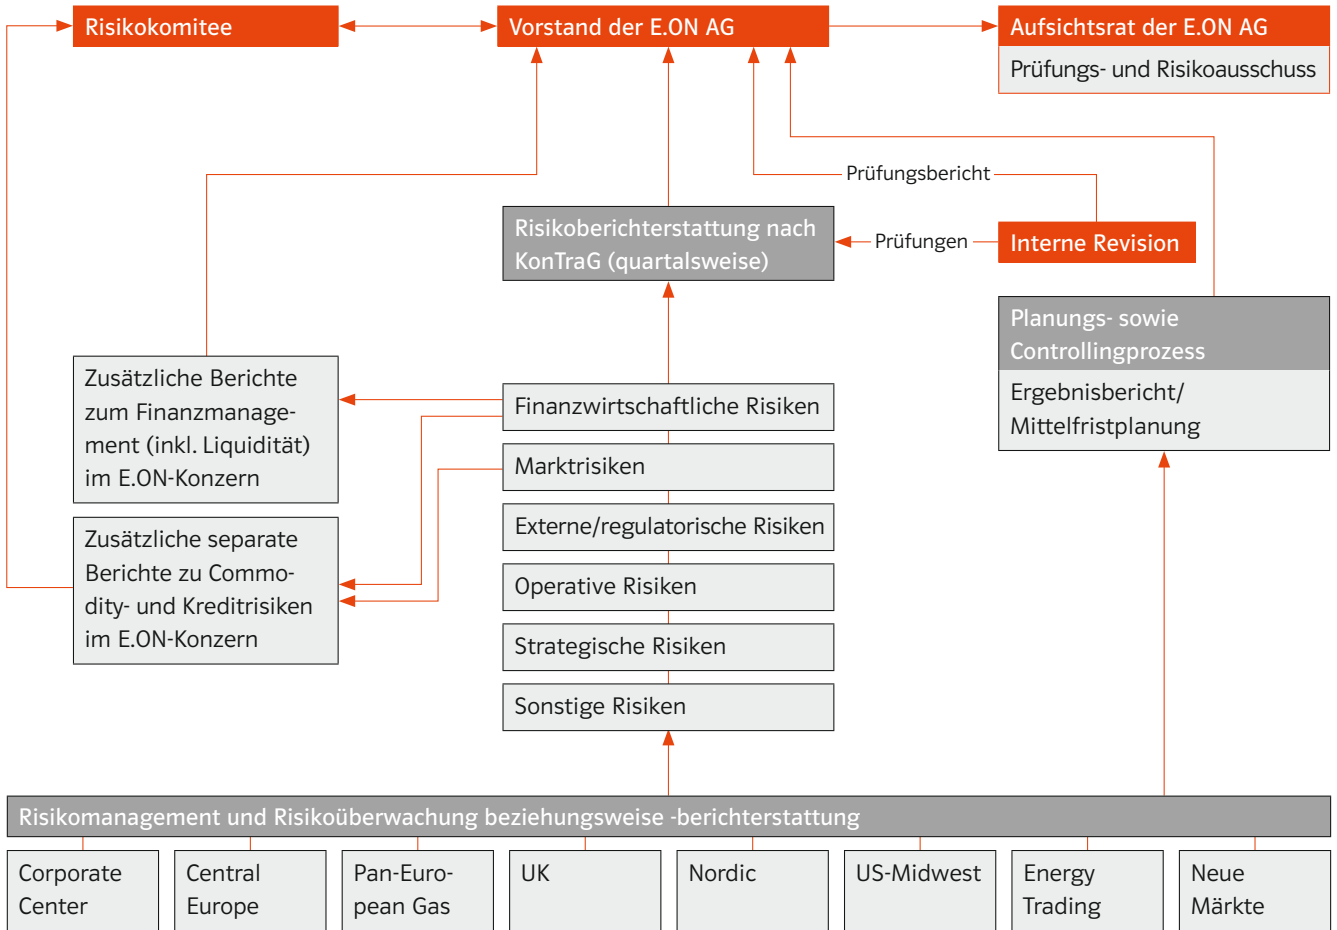 Risikokomitee
Vorstand der E.ON AG
Aufsichtsrat der E.ON AG
Prüfungs- und Risikoausschuss
Prüfungsbericht
Risikoberichterstattung nach
KonTraG (quartalsweise)
Prüfungen
Interne Revision
Planungs- sowie
Controllingprozess
Ergebnisbericht/
Mittelfristplanung
Zusätzliche Berichte
zum Finanzmanage-
ment (inkl. Liquidität)
im E.ON-Konzern
Zusätzliche separate
Berichte zu Commo-
dity- und Kreditrisiken
im E.ON-Konzern
Finanzwirtschaftliche Risiken
Marktrisiken
Externe/regulatorische Risiken
Operative Risiken
Strategische Risiken
Sonstige Risiken
Risikomanagement und Risikoüberwachung beziehungsweise -berichterstattung
Corporate
Center
Central
Europe
Pan-Euro-
pean Gas
UK
Nordic
US-Midwest
Energy
Trading
Neue
Märkte